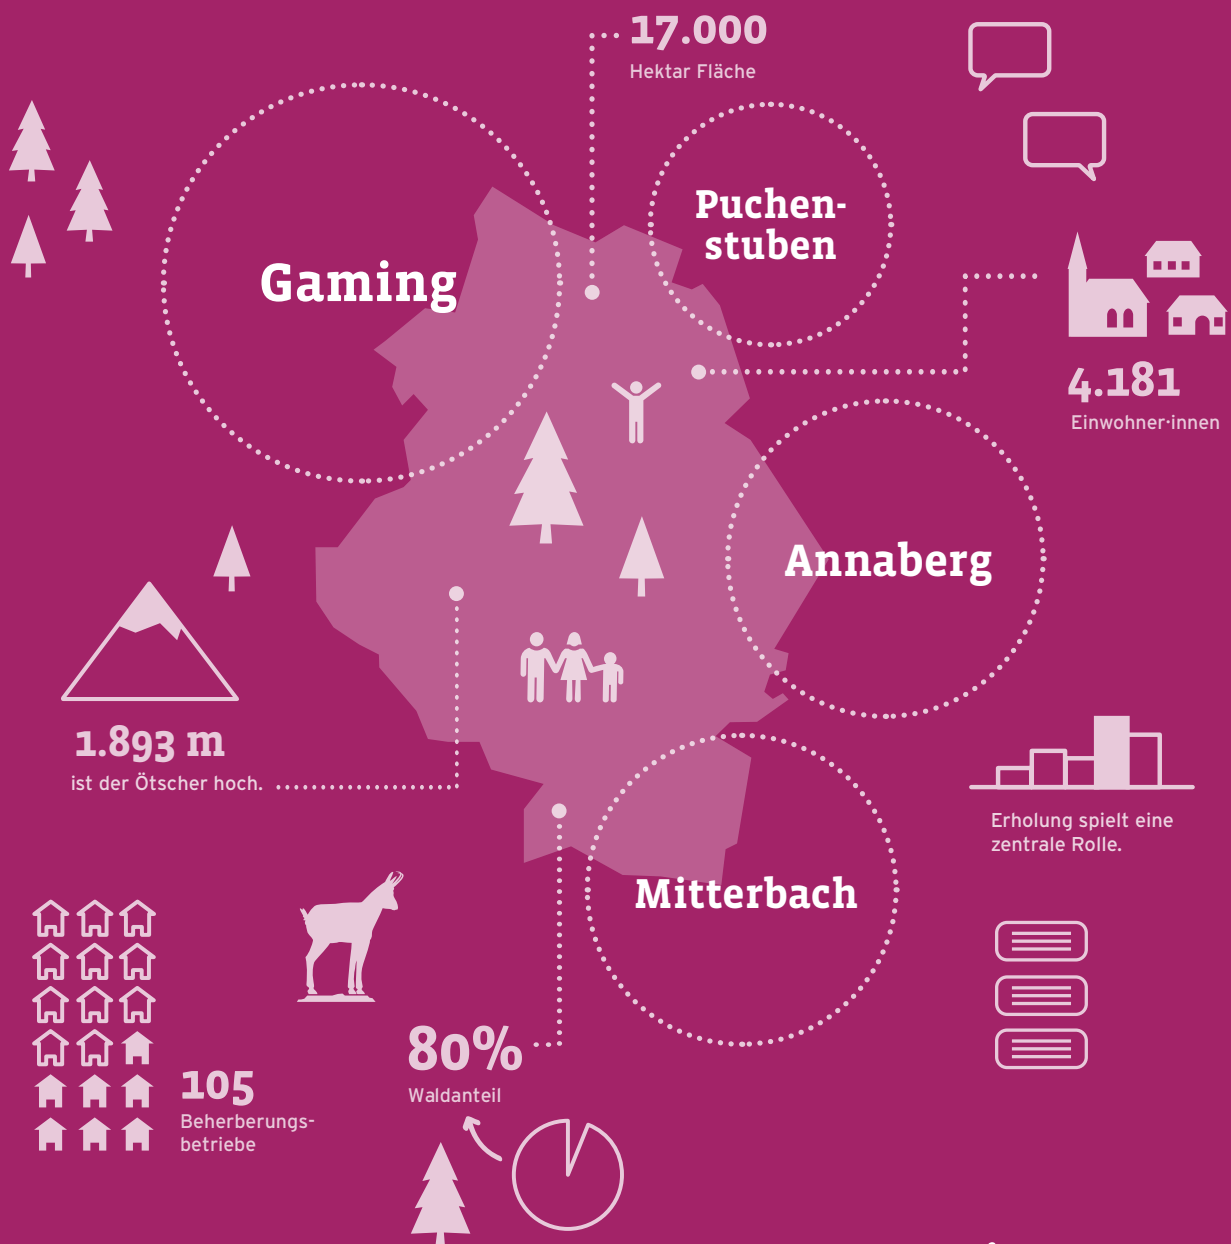 17.000
Hektar Fläche
Puchen-
stuben
Gaming
4.181
Einwohner·innen
Annaberg
1.893 m
ist der Ötscher hoch.
Erholung spielt eine
zentrale Rolle.
Mitterbach
80%
Waldanteil
105
Beherberungs-
betriebe